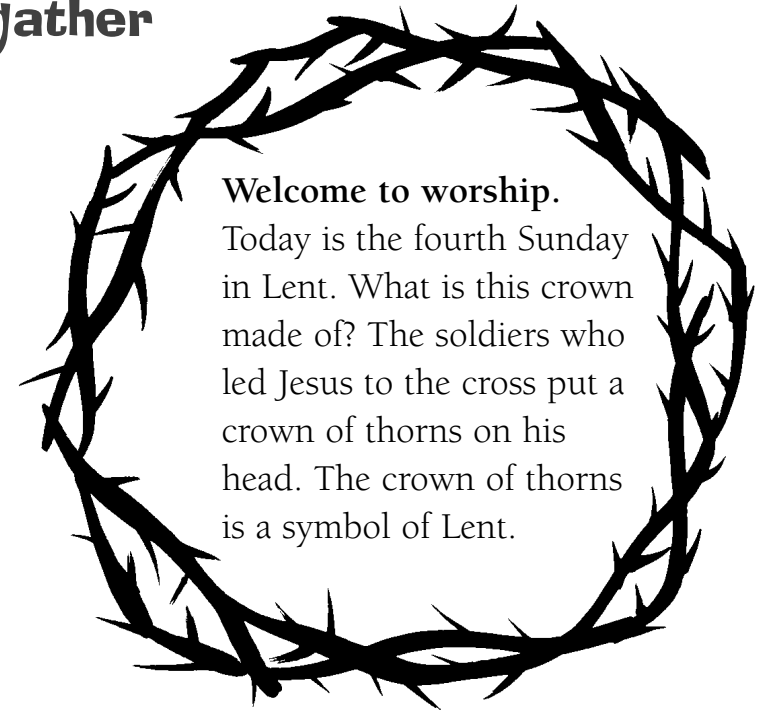 gather
Welcome to worship.
Today is the fourth Sunday
in Lent. What is this crown
made of? The soldiers who
led Jesus to the cross put a
crown of thorns on his
head. The crown of thorns
is a symbol of Lent.